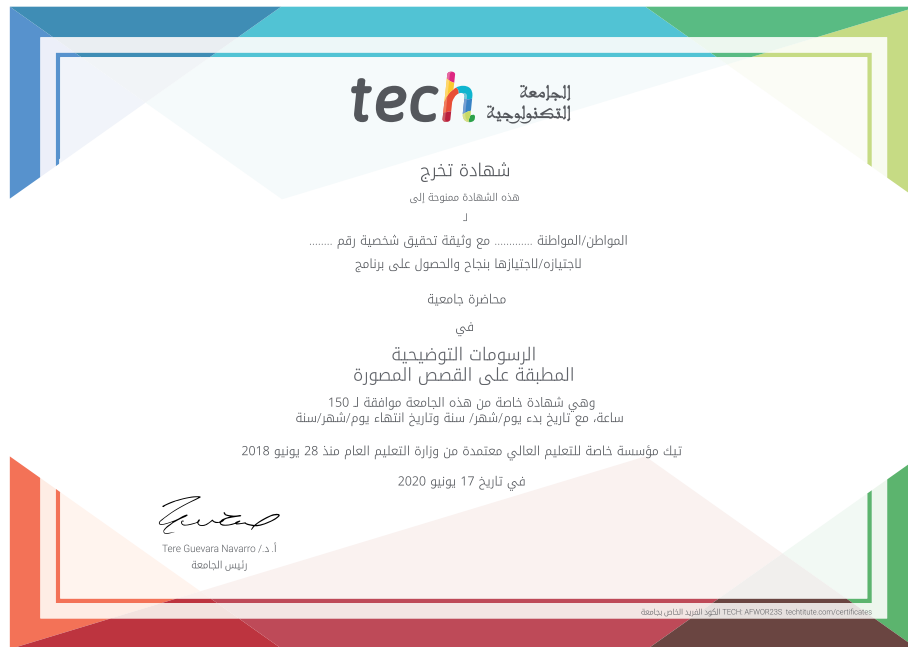 tech الجامعة
التكنولوجية
شهادة تخرج
هذه الشهادة ممنوحة إلى
لـ
المواطن/المواطنة ............ مع وثيقة تحقيق شخصية رقم ........
لاجتيازه/لاجتيازها بنجاح والحصول على برنامج
محاضرة جامعية
في
الرسومات التوضيحية
المطبقة على القصص المصورة
وهي شهادة خاصة من هذه الجامعة موافقة لـ 150
ساعة، مع تاريخ بدء يوم/شهر/ سنة وتاريخ انتهاء يوم/شهر/سنة
تيك مؤسسة خاصة للتعليم العالي معتمدة من وزارة التعليم العام منذ 28 يونيو 2018
في تاريخ 17 يونيو 2020
أ. د./ Tere Guevara Navarro
رئيس الجامعة
الكود الفريد الخاص بجامعة TECH: AFWOR23S techtitute.com/certificates